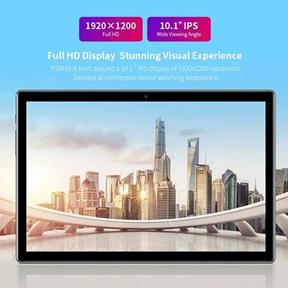 1920×1200
Full HD
10.1" IPS
Wide Viewing Angle
Full HD Display Stunning Visual Experience
P20HD is built around a 10.1" IPS display of 1920x1200 resolution.
Delivers an immersive movie-watching experience.